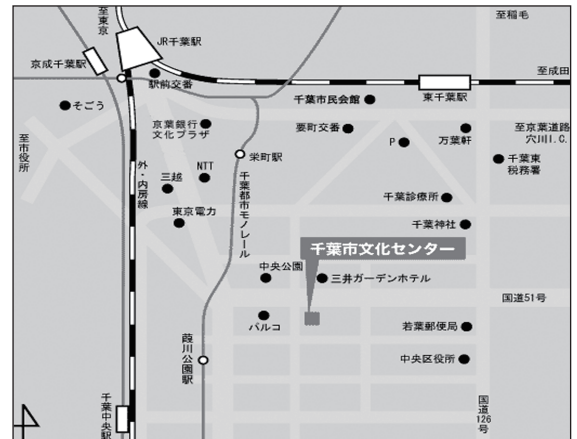 至東京
至稲毛
JR千葉駅
京成千葉駅
至成田
駅前交番
東千葉駅
そごう
千葉市民会館
京葉銀行
文化プラザ
要町交番
P
万葉軒
至京葉道路
穴川I.C.
至市役所
栄町駅
千葉東
税務署
外・内房線
NTT
三越
千葉都市モノレール
千葉診療所
東京電力
千葉神社
千葉市文化センター
中央公園
三井ガーデンホテル
国道51号
パルコ
若葉郵便局
葭川公園駅
中央区役所
千葉中央駅
国道126号